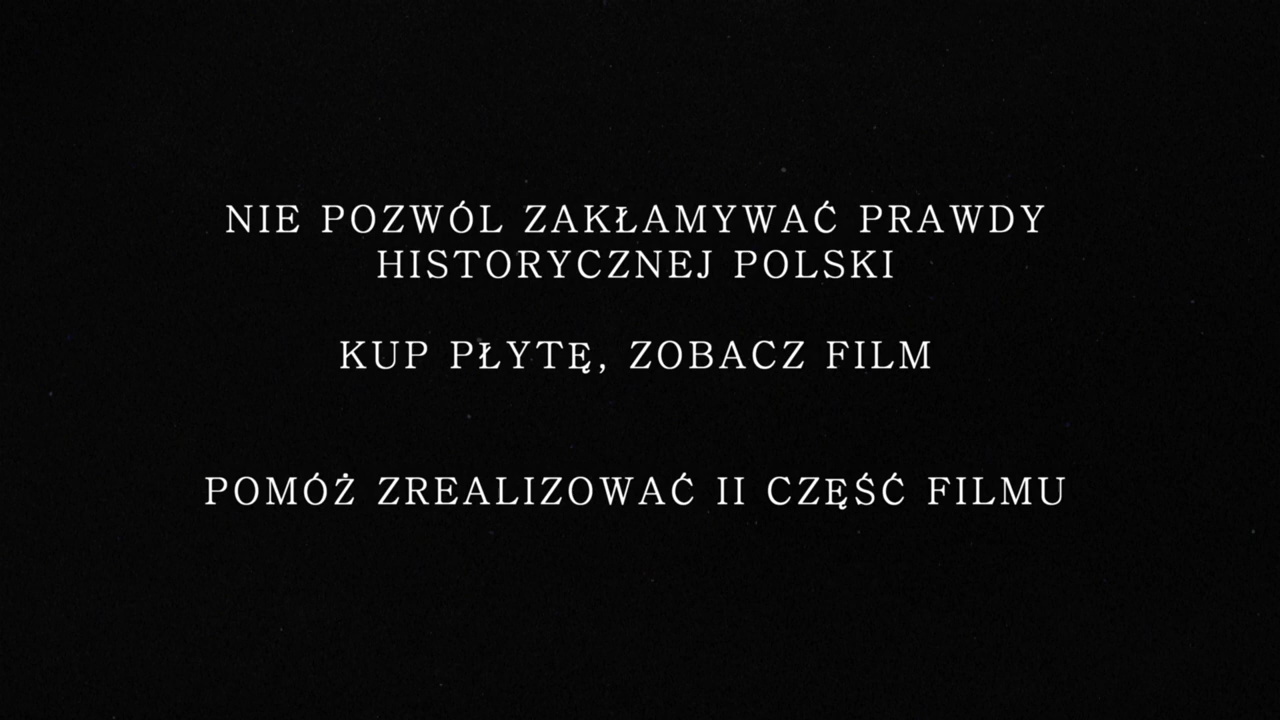 NIE POZWÓL ZAKŁAMYWAĆ PRAWDY
HISTORYCZNEJ POLSKI
KUP PŁYTĘ, ZOBACZ FILM
POMÓŻ ZREALIZOWAĆ II CZĘŚĆ FILMU